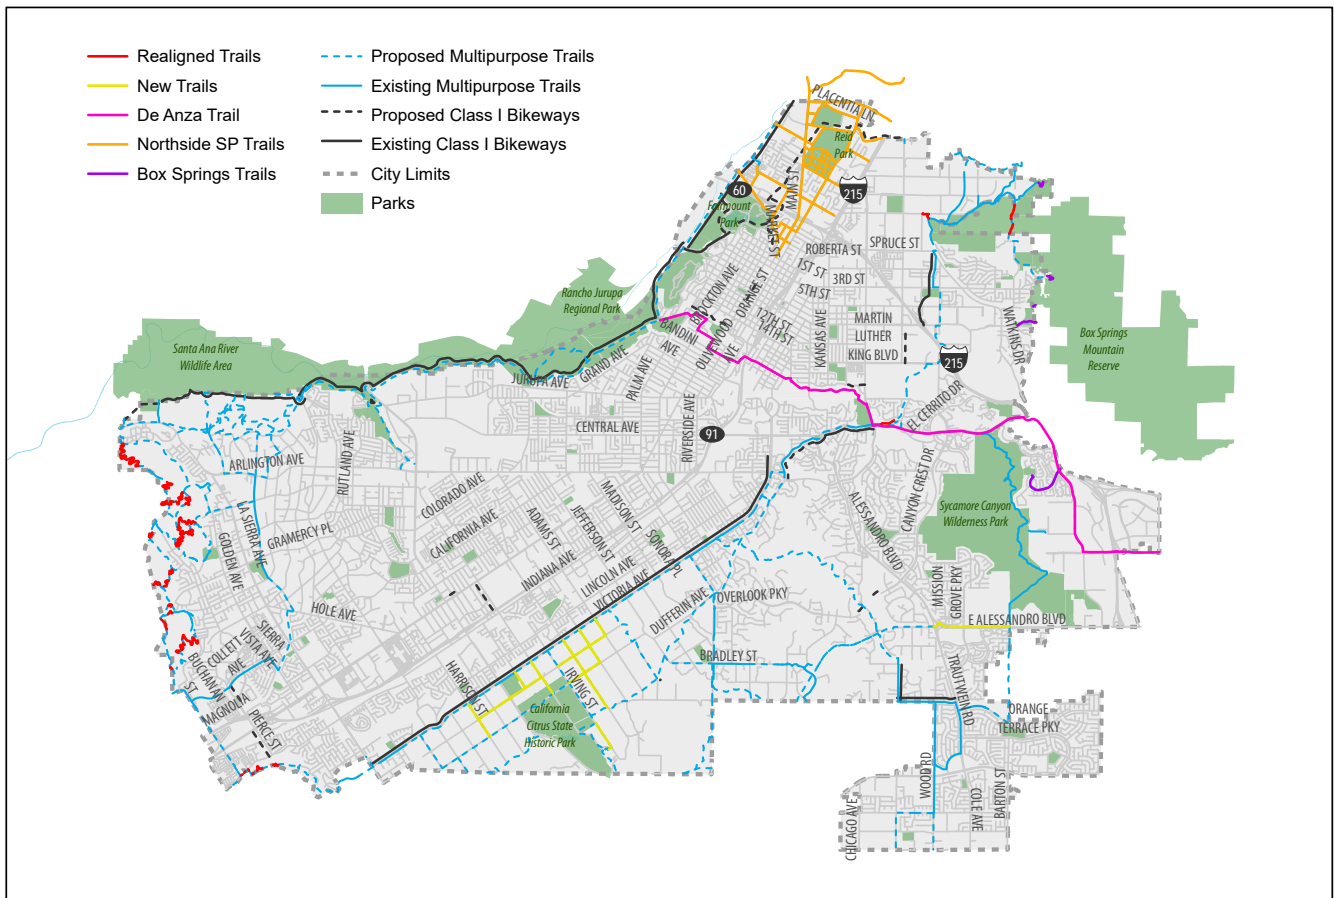 Realigned Trails
New Trails
De Anza Trail
Northside SP Trails
Box Springs Trails
Proposed Multipurpose Trails
Existing Multipurpose Trails
Proposed Class I Bikeways
Existing Class I Bikeways
City Limits
Parks
PLACENTIA LN
Reid
Park
60
215
MAIN ST
Fairmount
Park
ROBERTA ST
SPRUCE ST
1ST ST
3RD ST
5TH ST
BROCKTON AVE
ORANGE ST
12TH ST
14TH ST
MARTIN
LUTHER
KING BLVD
KANSAS AVE
WATKINS DR
Rancho Jurupa
Regional Park
BANDINI
AVE
OLIVEWOOD
AVE
215
Box Springs
Mountain
Reserve
Santa Ana River
Wildlife Area
JURUPA AVE
GRAND AVE
PALM AVE
RIVERSIDE AVE
EL CERRITO DR
CENTRAL AVE
91
ARLINGTON AVE
RUTLAND AVE
COLORADO AVE
CALIFORNIA AVE
MADISON ST
ADAMS ST
JEFFERSON ST
SONORA PL
ALESSANDRO BLVD
CANYON CREST DR
Sycamore Canyon
Wilderness Park
LA SIERRA AVE
GOLDEN AVE
GRAMERCY PL
INDIANA AVE
LINCOLN AVE
VICTORIA AVE
DUFFERIN AVE
OVERLOOK PKY
MISSION
GROVE PKY
E ALESSANDRO BLVD
HOLE AVE
SIERRA
VISTA AVE
COLLETT
AVE
BUCHANAN
ST
MAGNOLIA
PIERCE ST
HARRISON ST
IRVING ST
BRADLEY ST
California
Citrus State
Historic Park
TRAUTWEIN RD
ORANGE
TERRACE PKY
WOOD RD
CHICAGO AVE
COLE AVE
BARTON ST